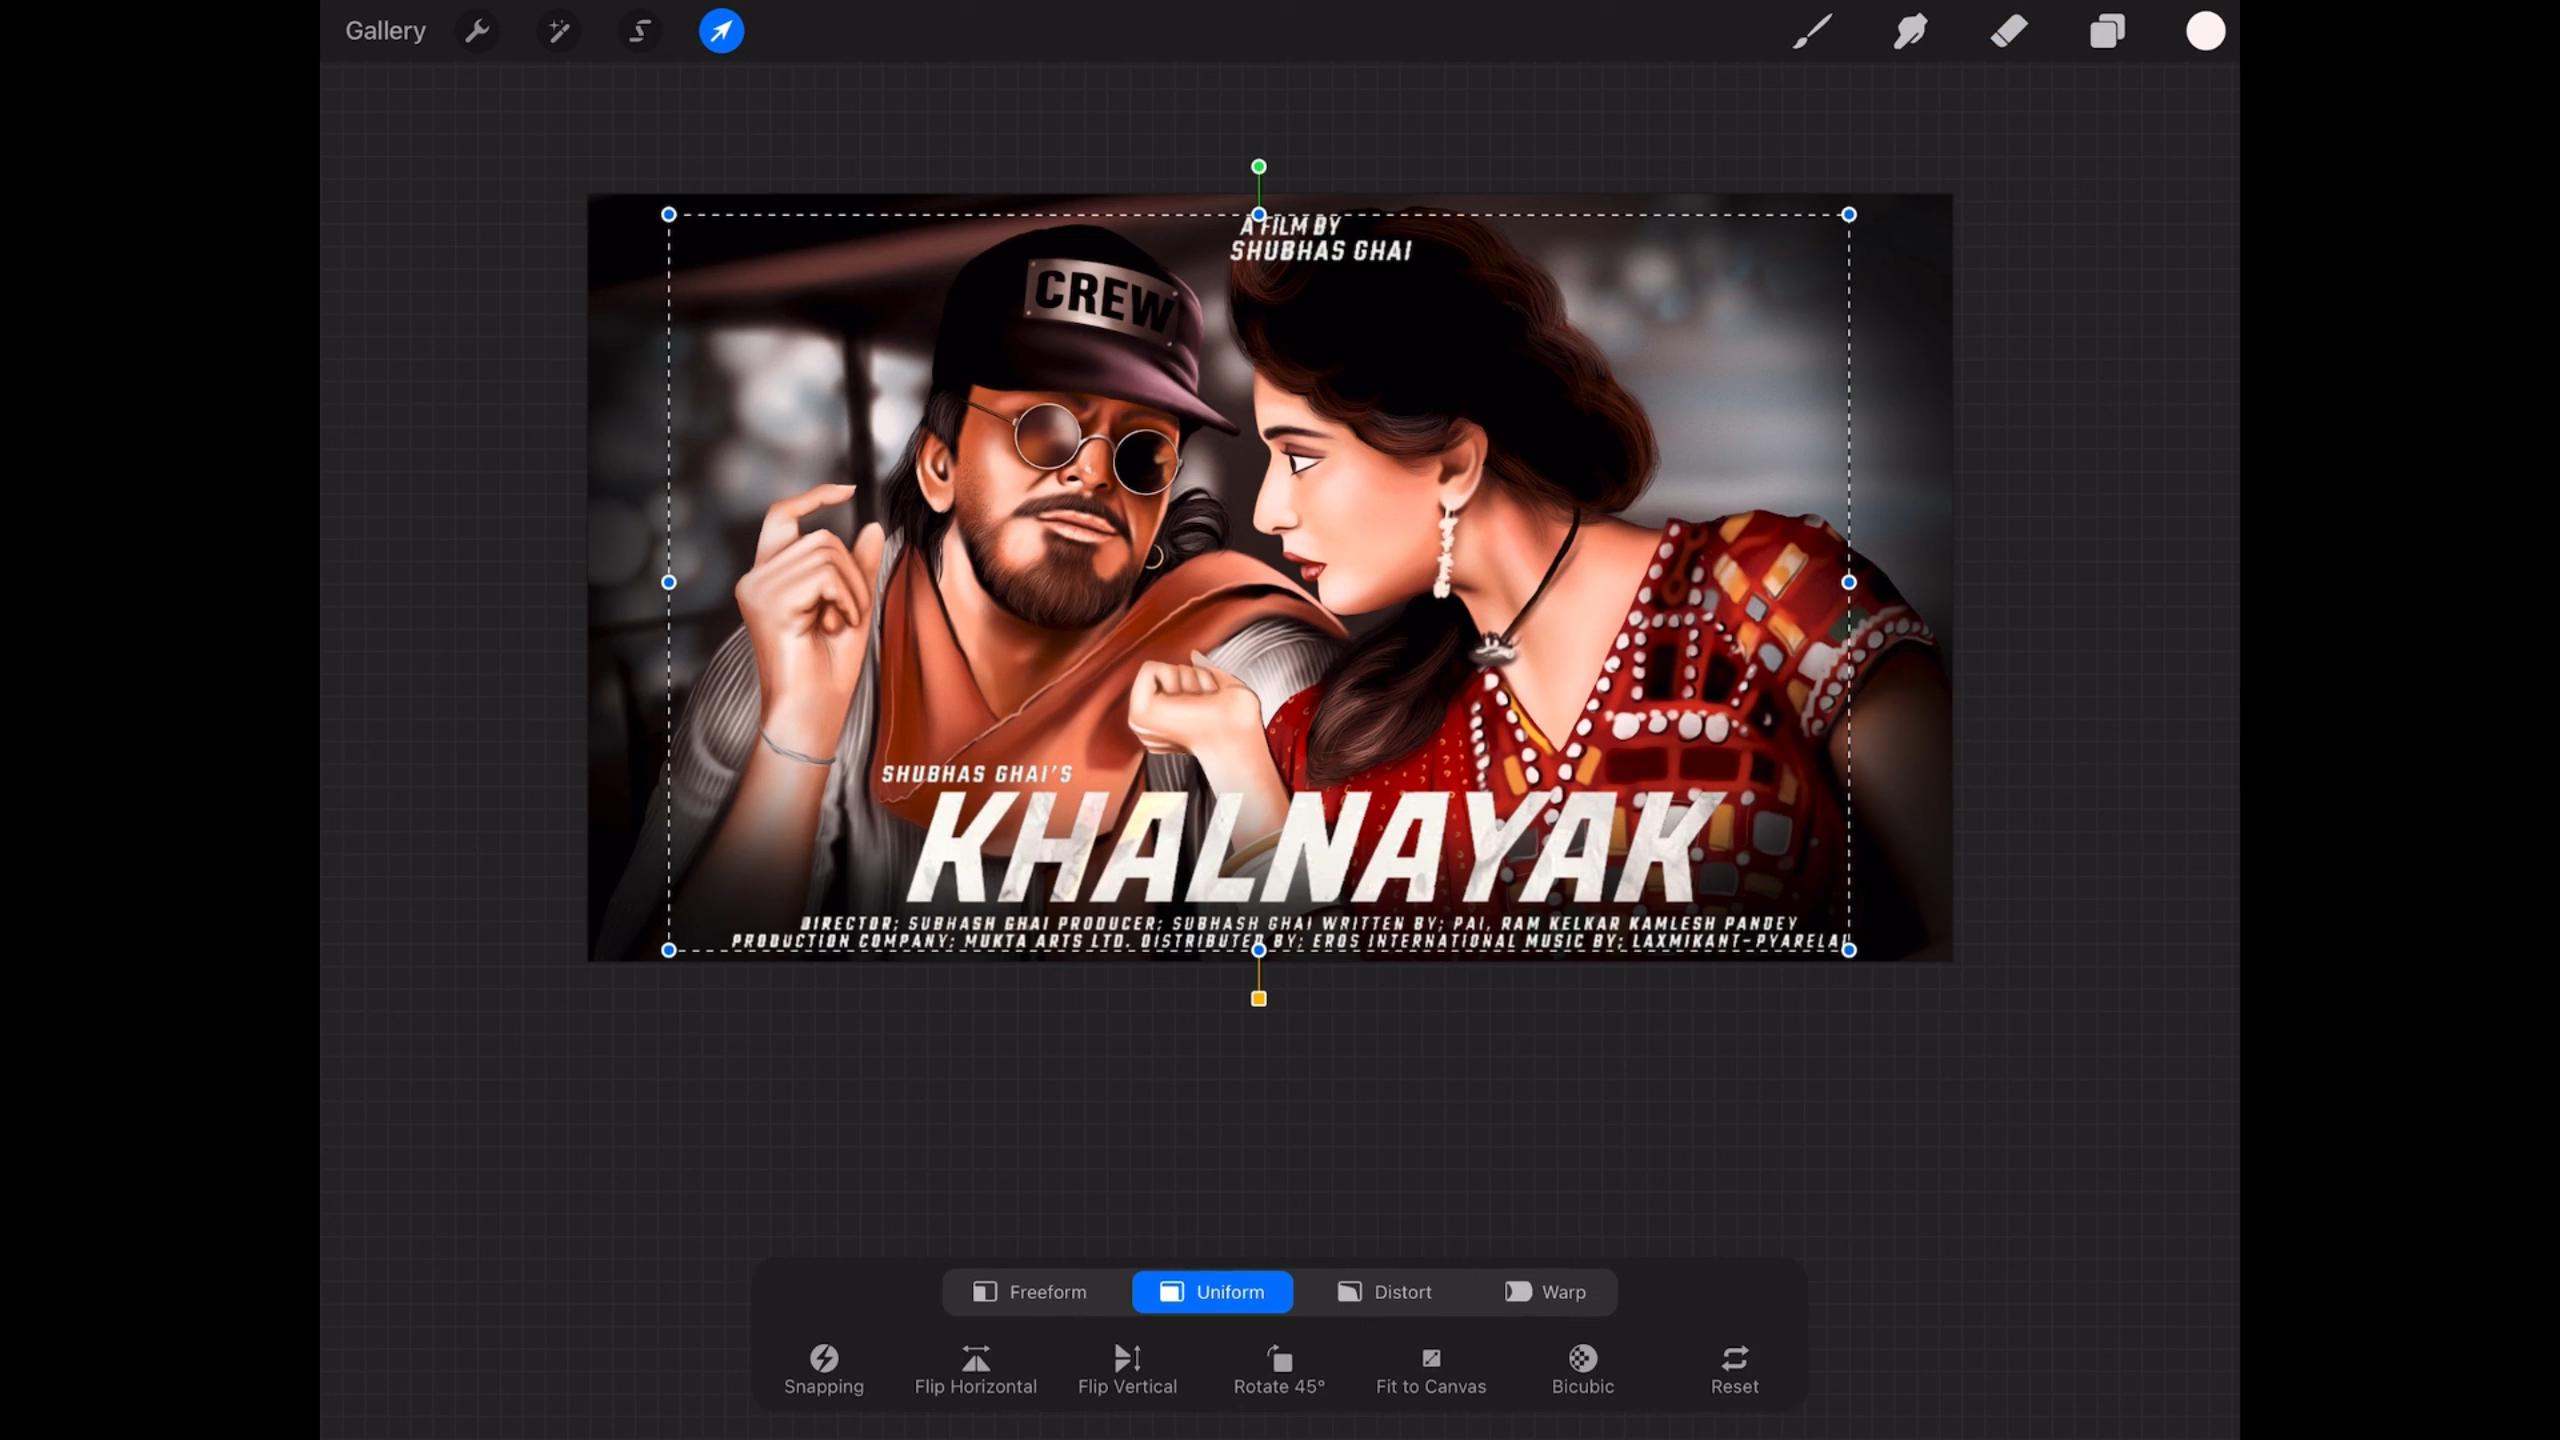 Gallery
A FILM BY
SHUBHAS GHAI
CREW
SHUBHAS GHAI'S
KHALNAYAK
DIRECTOR; SUBHASH GHAI PRODUCER; SUBHASH GHAI WRITTEN BY; PAI, RAM KELKAR KAMLESH PANDEY
PRODUCTION COMPANY; MUKTA ARTS LTD. DISTRIBUTED BY; EROS INTERNATIONAL MUSIC BY; LAXMIKANT-PYARELAL
Freeform Uniform Distort Warp
Snapping Flip Horizontal Flip Vertical Rotate 45° Fit to Canvas Bicubic Reset